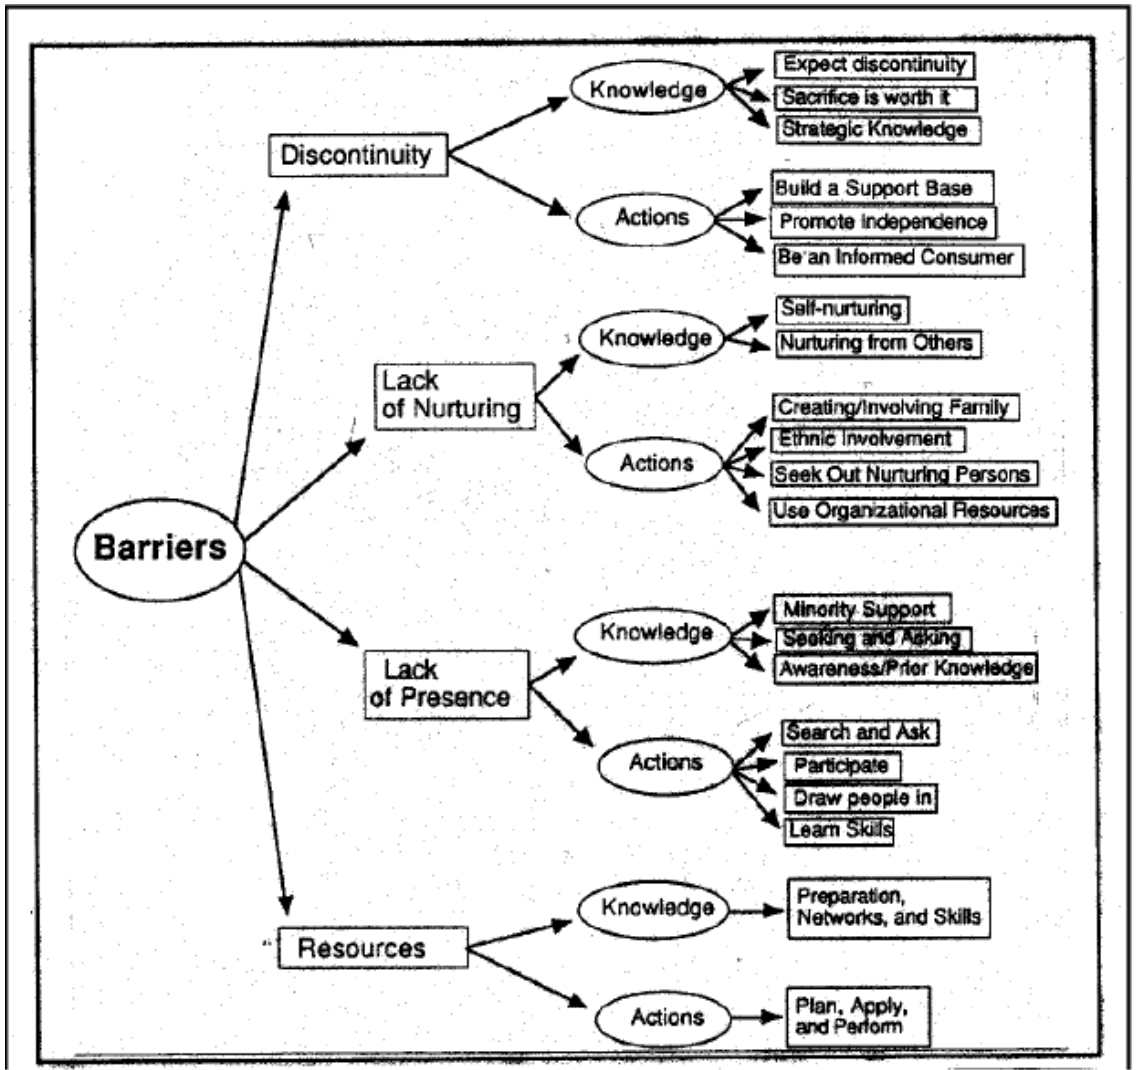 Barriers
Discontinuity
Knowledge
Expect discontinuity
Sacrifice is worth it
Strategic Knowledge
Actions
Build a Support Base
Promote Independence
Be an Informed Consumer
Lack
of Nurturing
Knowledge
Self-nurturing
Nurturing from Others
Actions
Creating/Involving Family
Ethnic Involvement
Seek Out Nurturing Persons
Use Organizational Resources
Lack
of Presence
Knowledge
Minority Support
Seeking and Asking
Awareness/Prior Knowledge
Actions
Search and Ask
Participate
Draw people in
Learn Skills
Resources
Knowledge
Preparation,
Networks, and Skills
Actions
Plan, Apply,
and Perform